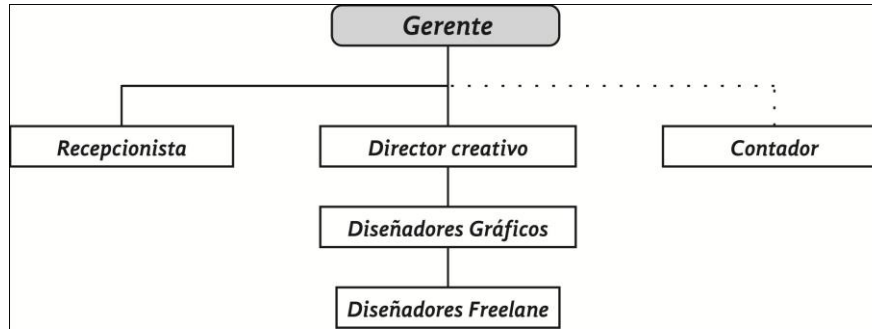 Gerente
Recepcionista
Director creativo
Contador
Diseñadores Gráficos
Diseñadores Freelane